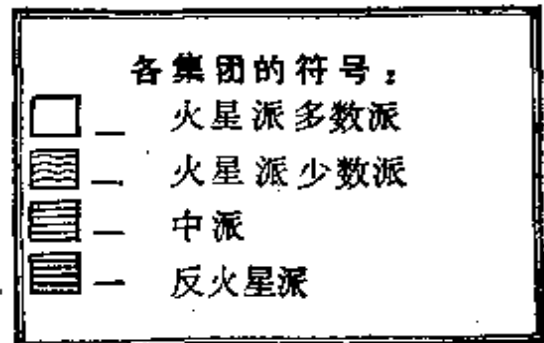 各集团的符号：
— 火星派多数派
— 火星派少数派
— 中派
— 反火星派